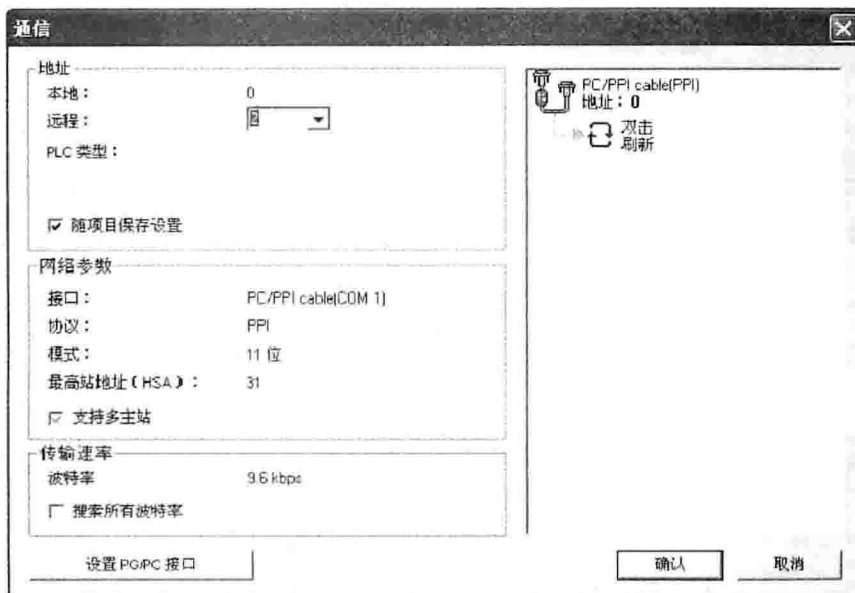 通信
地址
本地： 0
远程： 2
PLC 类型：
随项目保存设置
网络参数
接口： PC/PPI cable(COM 1)
协议： PPI
模式： 11 位
最高站地址(HSA)： 31
支持多主站
传输速率
波特率 9.6 kbps
搜索所有波特率
设置 PG/PC 接口
PC/PPI cable(PPI)
地址：0
双击
刷新
确认
取消